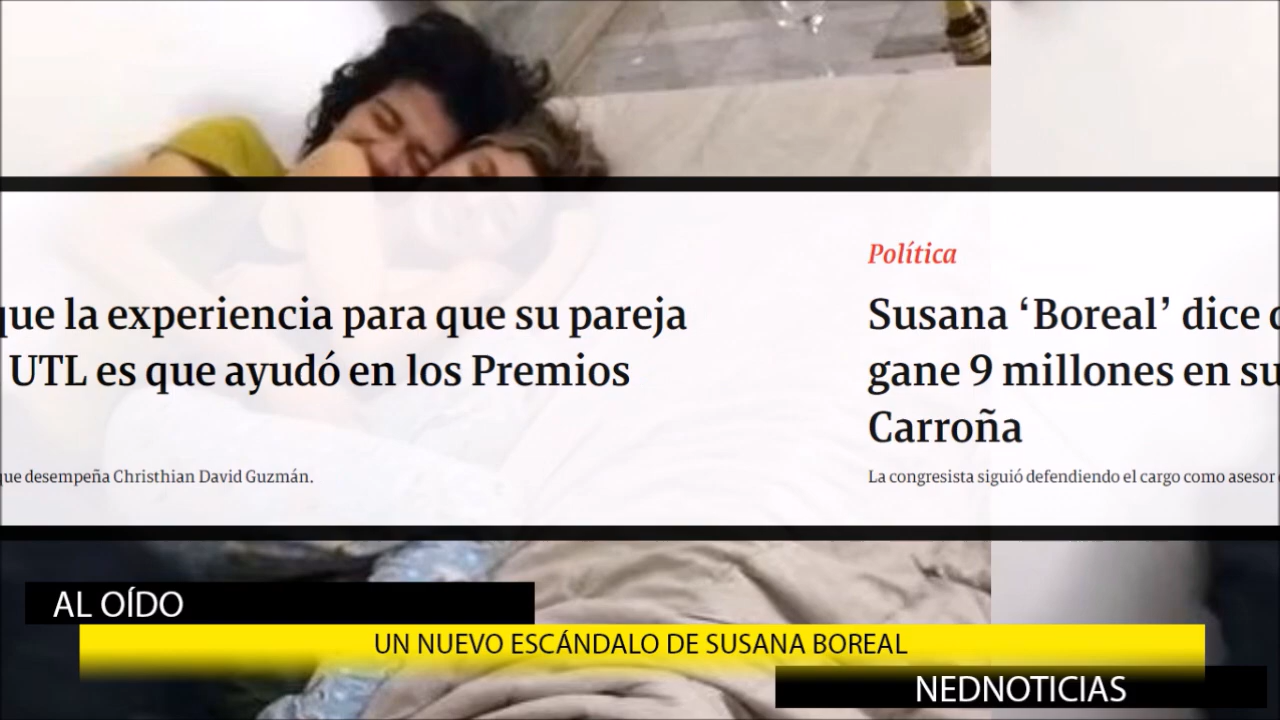 que la experiencia para que su pareja
UTL es que ayudó en los Premios
que desempeña Christhian David Guzmán.
Política
Susana ‘Boreal’ dice
gane 9 millones en su
Carroña
La congresista siguió defendiendo el cargo como asesor
AL OÍDO
UN NUEVO ESCÁNDALO DE SUSANA BOREAL
NEDNOTICIAS